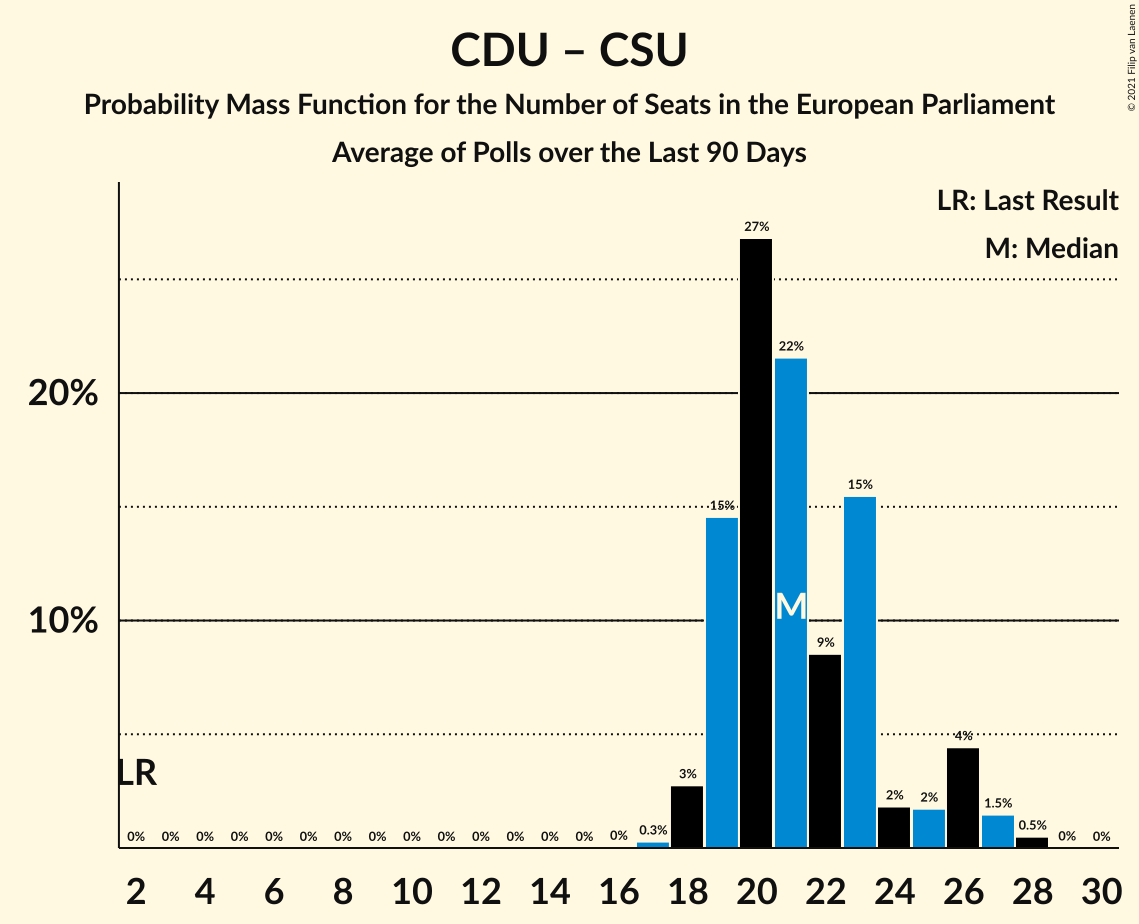 CDU – CSU
Probability Mass Function for the Number of Seats in the European Parliament
Average of Polls over the Last 90 Days
© 2021 Filip van Laenen
LR: Last Result
M: Median
20%
10%
LR
M
0% 0% 0% 0% 0% 0% 0% 0% 0% 0% 0% 0% 0% 0% 0% 0.3% 3% 15% 27% 22% 9% 15% 2% 2% 4% 1.5% 0.5% 0% 0%
2 4 6 8 10 12 14 16 18 20 22 24 26 28 30